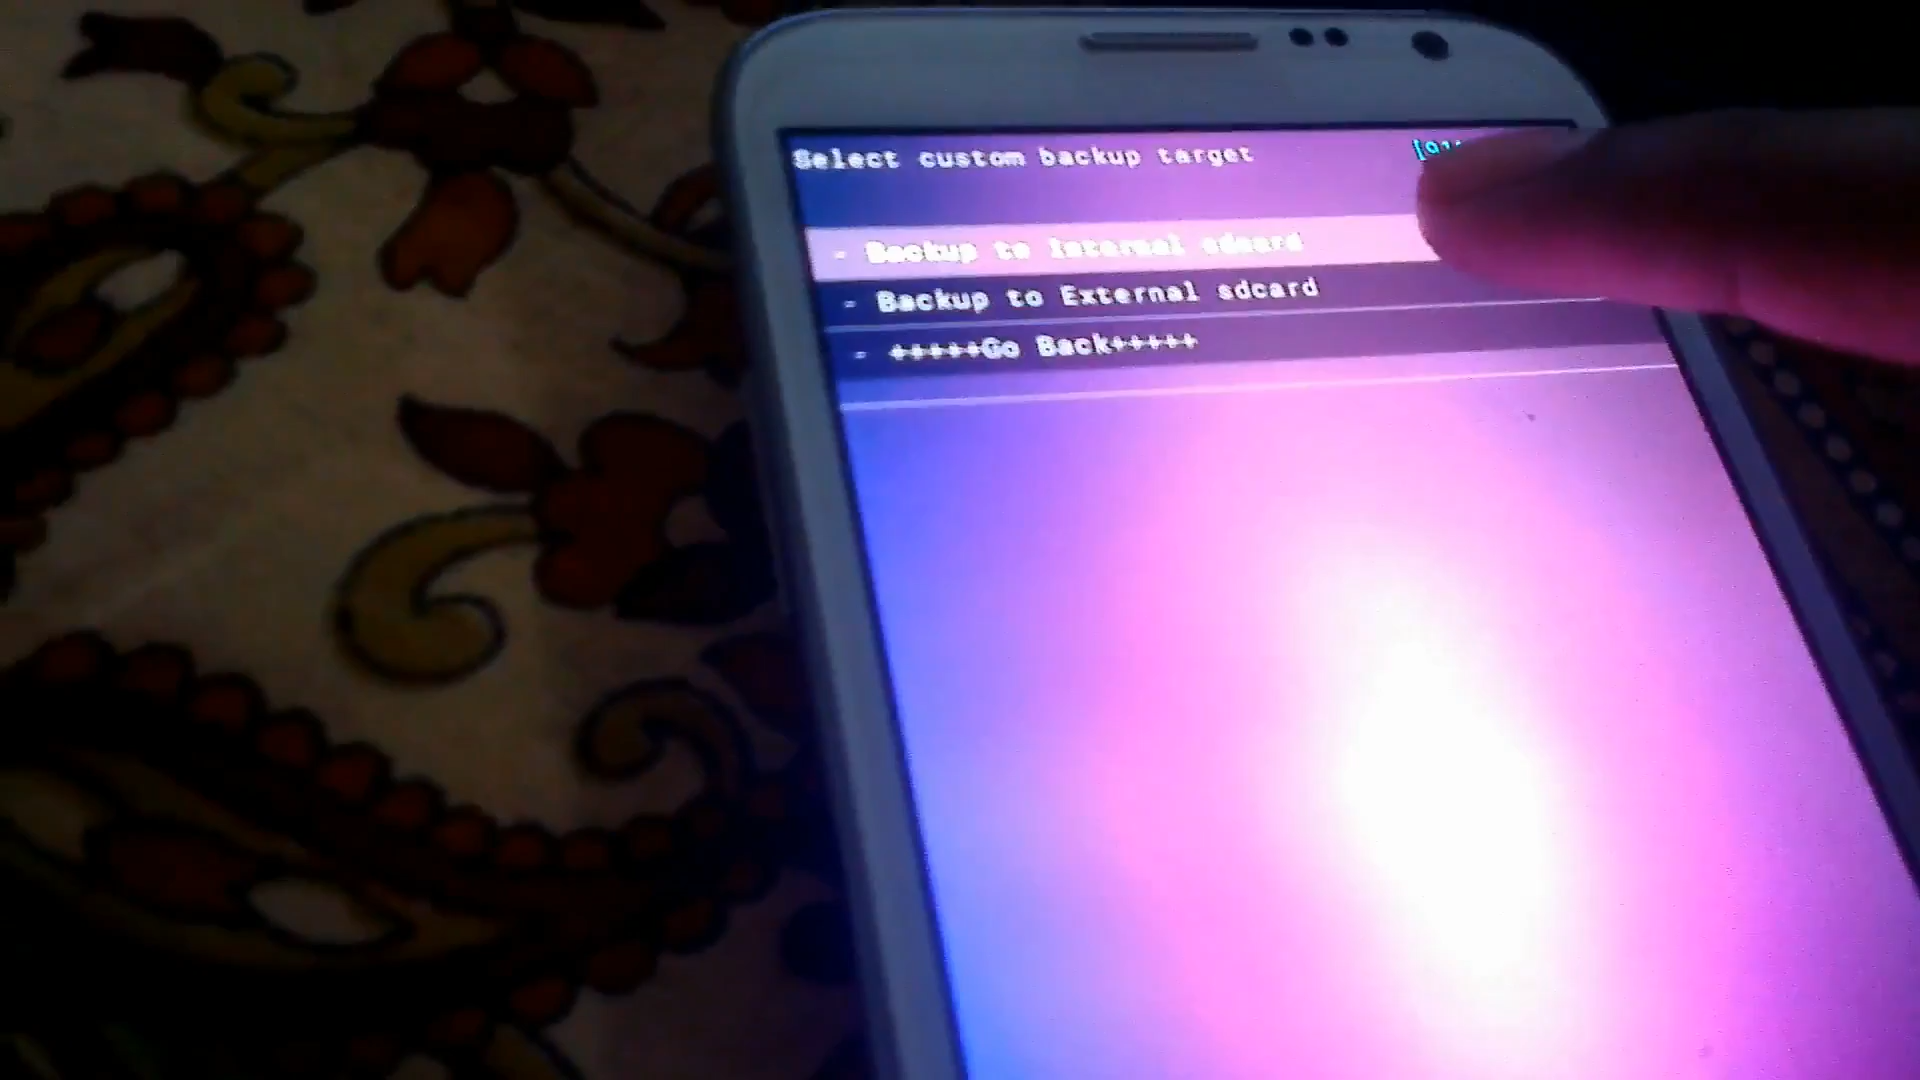 Select custom backup target
- Backup to Internal sdcard
- Backup to External sdcard
- +++++Go Back+++++